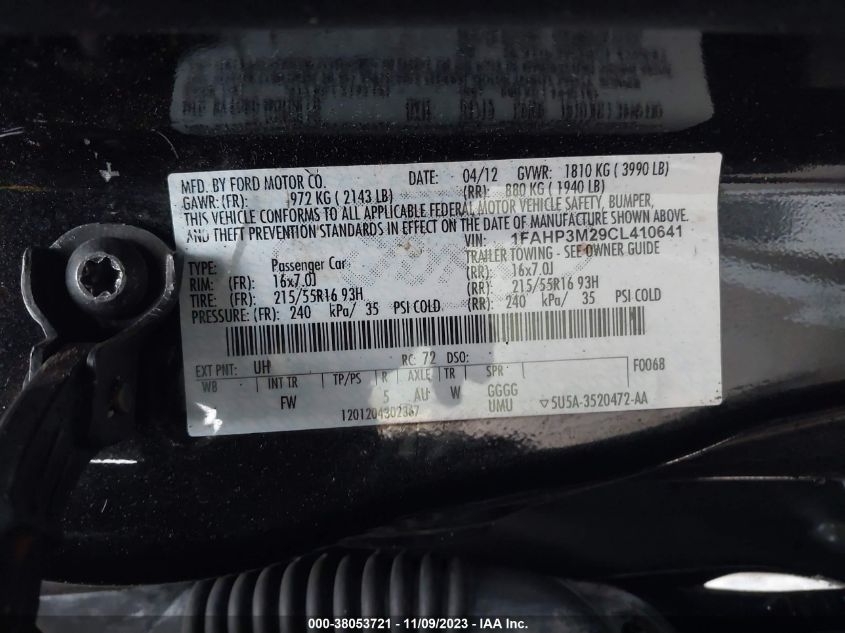 MFD. BY FORD MOTOR CO. DATE: 04/12 GVWR: 1810 KG ( 3990 LB)
GAWR: (FR): 972 KG ( 2143 LB) (RR): 880 KG ( 1940 LB)
THIS VEHICLE CONFORMS TO ALL APPLICABLE FEDERAL MOTOR VEHICLE SAFETY, BUMPER,
AND THEFT PREVENTION STANDARDS IN EFFECT ON THE DATE OF MANUFACTURE SHOWN ABOVE.
VIN: 1FAHP3M29CL410641
TRAILER TOWING - SEE OWNER GUIDE
TYPE: Passenger Car
RIM: (FR): 16x7.0J (RR): 16x7.0J
TIRE: (FR): 215/55R16 93H (RR): 215/55R16 93H
PRESSURE: (FR): 240 kPa/ 35 PSI COLD (RR): 240 kPa/ 35 PSI COLD
EXT PNT: UH RC: 72 DSO: F0068
WB INT TR TP/PS R AXLE TR SPR
FW 5 AU W GGGG
UMU ▽5U5A-3520472-AA
1201204302387
000-38053721 - 11/09/2023 - IAA Inc.